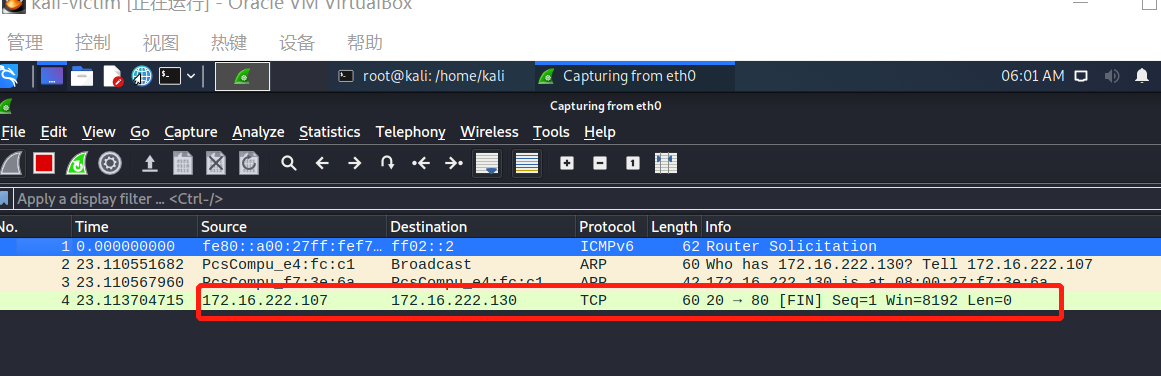 kali-victim [正在运行] - Oracle VM VirtualBox
管理 控制 视图 热键 设备 帮助
root@kali: /home/kali Capturing from eth0 06:01 AM
Capturing from eth0
File Edit View Go Capture Analyze Statistics Telephony Wireless Tools Help
Apply a display filter … <Ctrl-/>
No. Time Source Destination Protocol Length Info
1 0.000000000 fe80::a00:27ff:fef7… ff02::2 ICMPv6 62 Router Solicitation
2 23.110551682 PcsCompu_e4:fc:c1 Broadcast ARP 60 Who has 172.16.222.130? Tell 172.16.222.107
3 23.110567960 PcsCompu_f7:3e:6a PcsCompu_e4:fc:c1 ARP 42 172.16.222.130 is at 08:00:27:f7:3e:6a
4 23.113704715 172.16.222.107 172.16.222.130 TCP 60 20 → 80 [FIN] Seq=1 Win=8192 Len=0